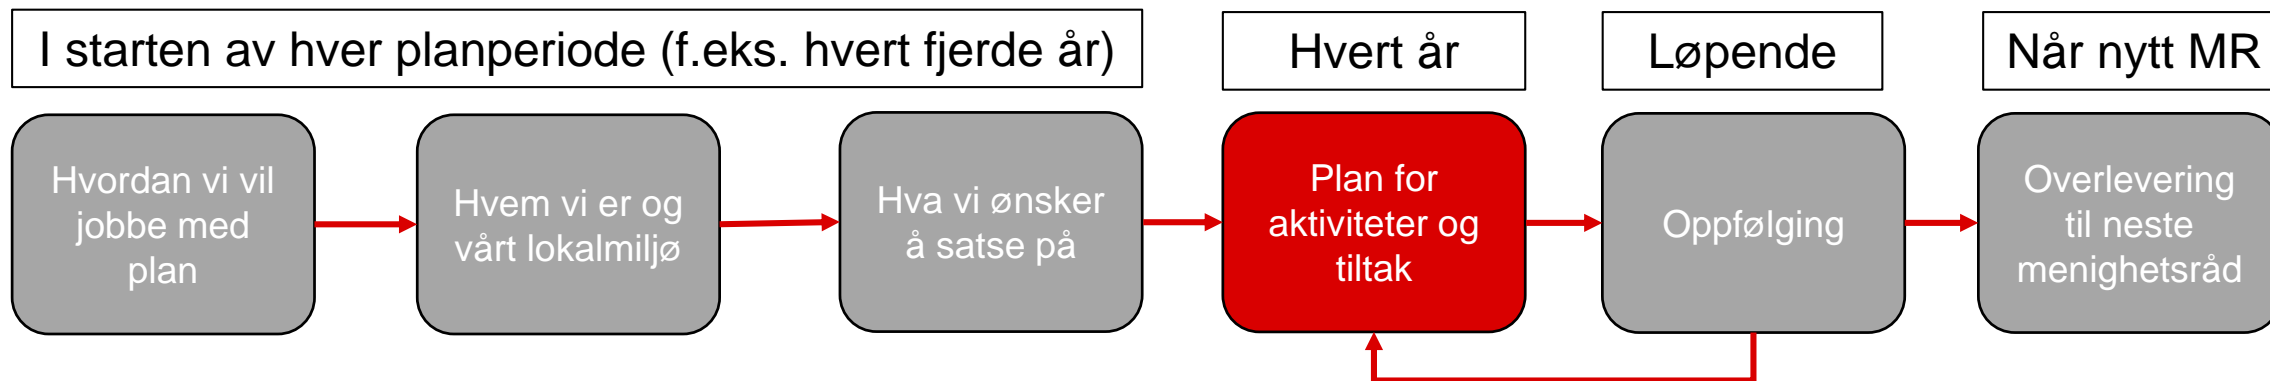 I starten av hver planperiode (f.eks. hvert fjerde år)
Hvert år
Løpende
Når nytt MR
Hvordan vi vil
jobbe med
plan
Hvem vi er og
vårt lokalmiljø
Hva vi ønsker
å satse på
Plan for
aktiviteter og
tiltak
Oppfølging
Overlevering
til neste
menighetsråd